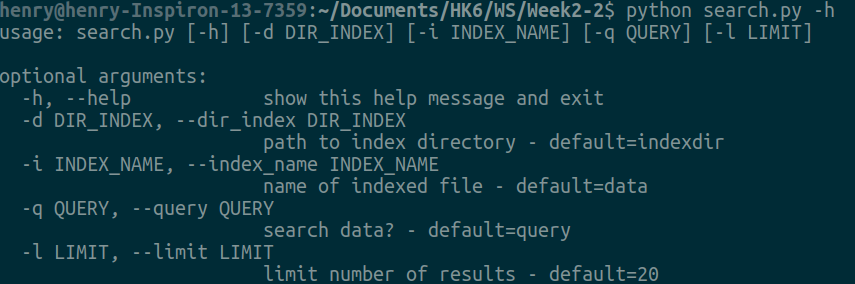 henry@henry-Inspiron-13-7359:~/Documents/HK6/WS/Week2-2$ python search.py -h
usage: search.py [-h] [-d DIR_INDEX] [-i INDEX_NAME] [-q QUERY] [-l LIMIT]
optional arguments:
-h, --help show this help message and exit
-d DIR_INDEX, --dir_index DIR_INDEX
path to index directory - default=indexdir
-i INDEX_NAME, --index_name INDEX_NAME
name of indexed file - default=data
-q QUERY, --query QUERY
search data? - default=query
-l LIMIT, --limit LIMIT
limit number of results - default=20